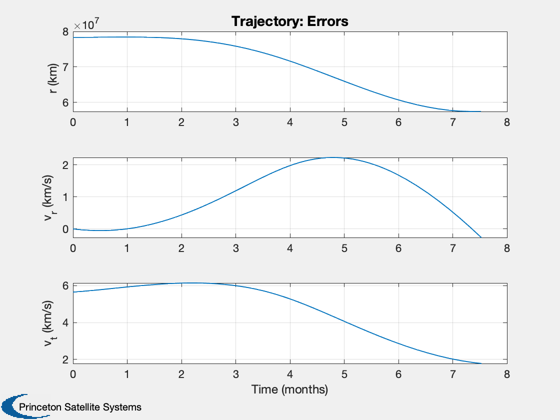 Trajectory: Errors
×10⁷
8
7
6
r (km)
0 1 2 3 4 5 6 7 8
2
1
0
v_r (km/s)
0 1 2 3 4 5 6 7 8
6
4
2
v_t (km/s)
0 1 2 3 4 5 6 7 8
Time (months)
Princeton Satellite Systems